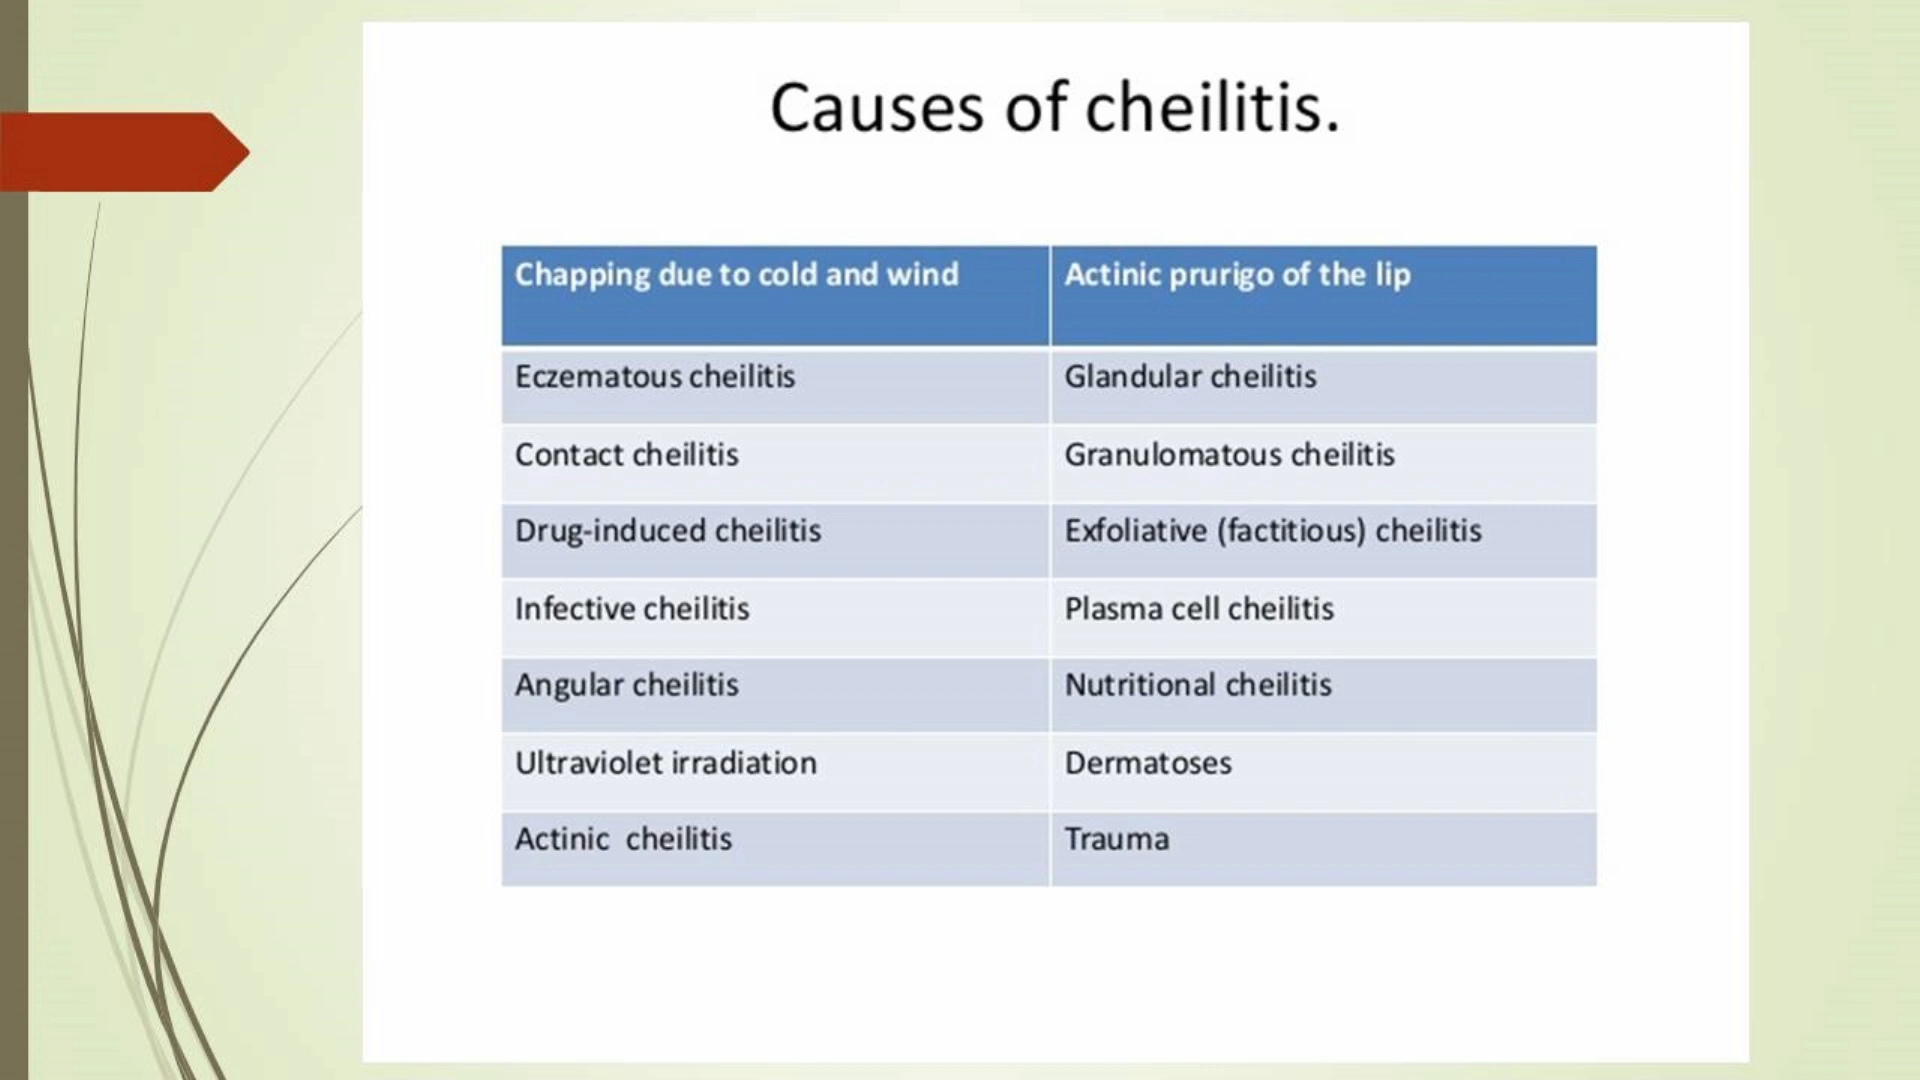 Causes of cheilitis.
Chapping due to cold and wind
Actinic prurigo of the lip
Eczematous cheilitis
Glandular cheilitis
Contact cheilitis
Granulomatous cheilitis
Drug-induced cheilitis
Exfoliative (factitious) cheilitis
Infective cheilitis
Plasma cell cheilitis
Angular cheilitis
Nutritional cheilitis
Ultraviolet irradiation
Dermatoses
Actinic  cheilitis
Trauma